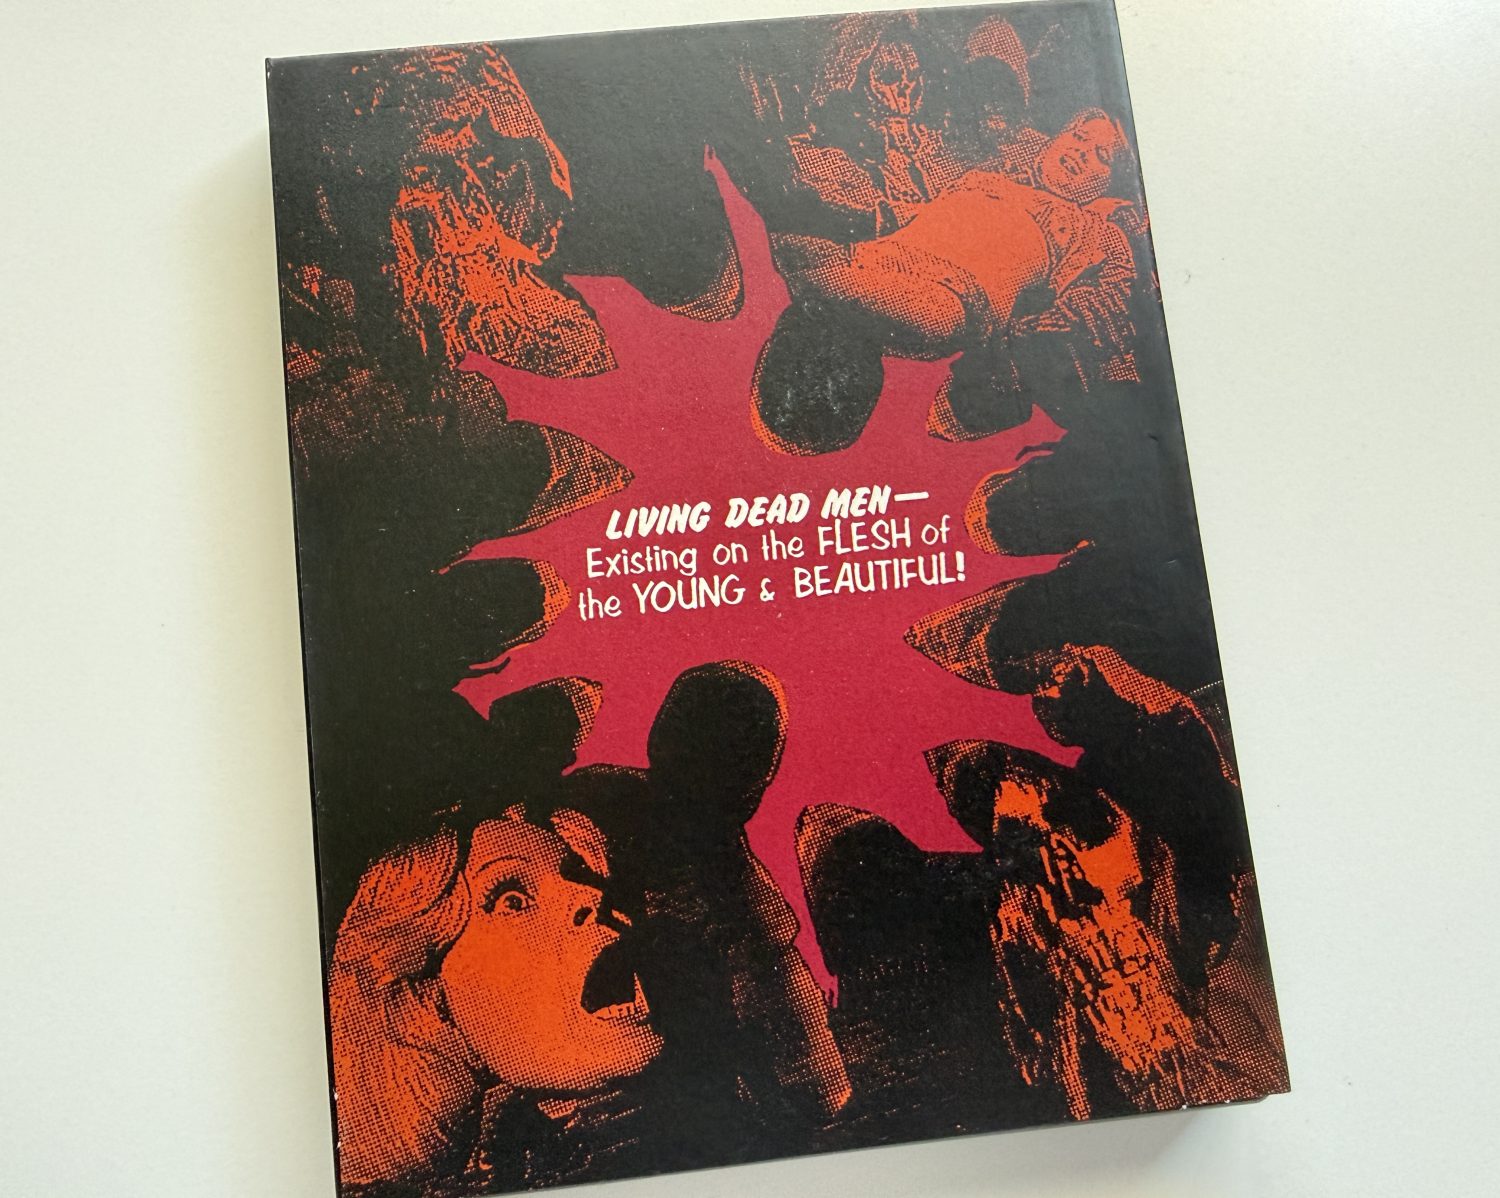 LIVING DEAD MEN—
Existing on the FLESH of
the YOUNG & BEAUTIFUL!